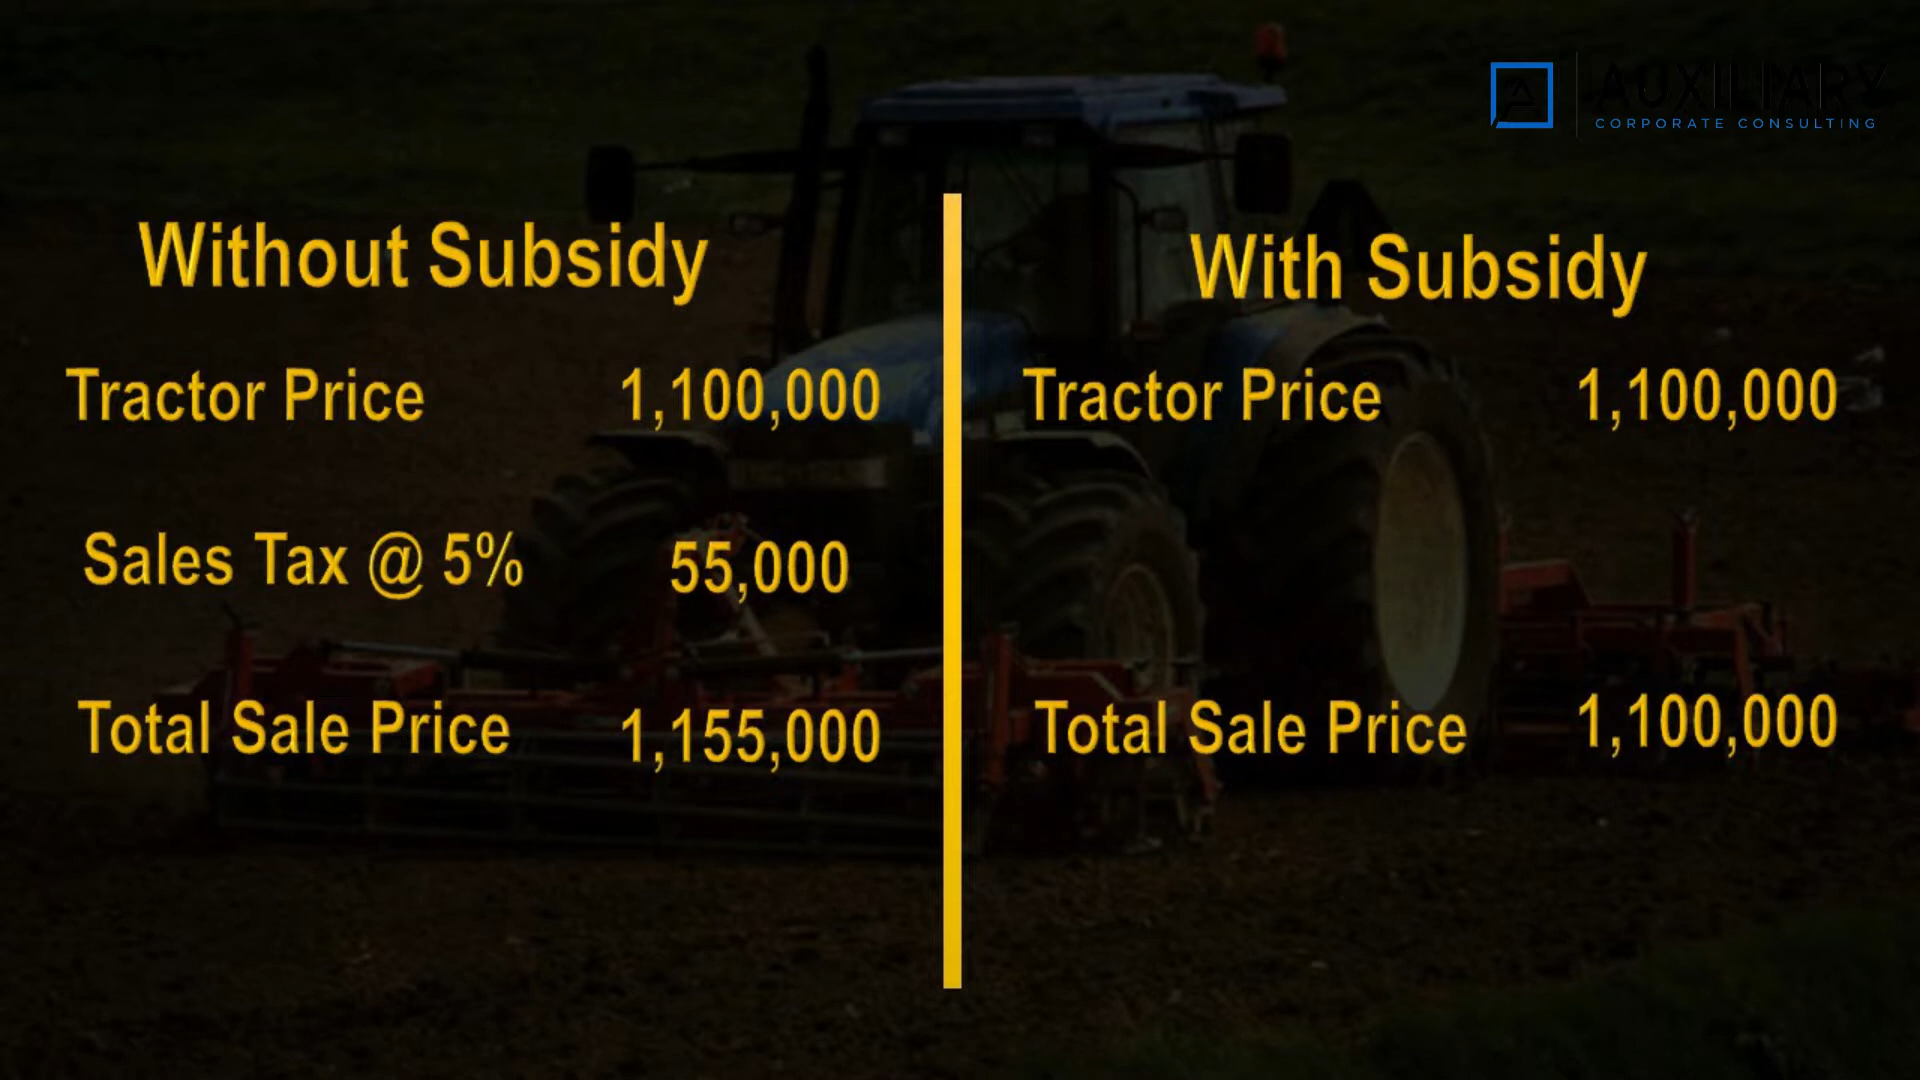 AUXILIARY
CORPORATE CONSULTING
Without Subsidy
Tractor Price 1,100,000
Sales Tax @ 5% 55,000
Total Sale Price 1,155,000
With Subsidy
Tractor Price 1,100,000
Total Sale Price 1,100,000